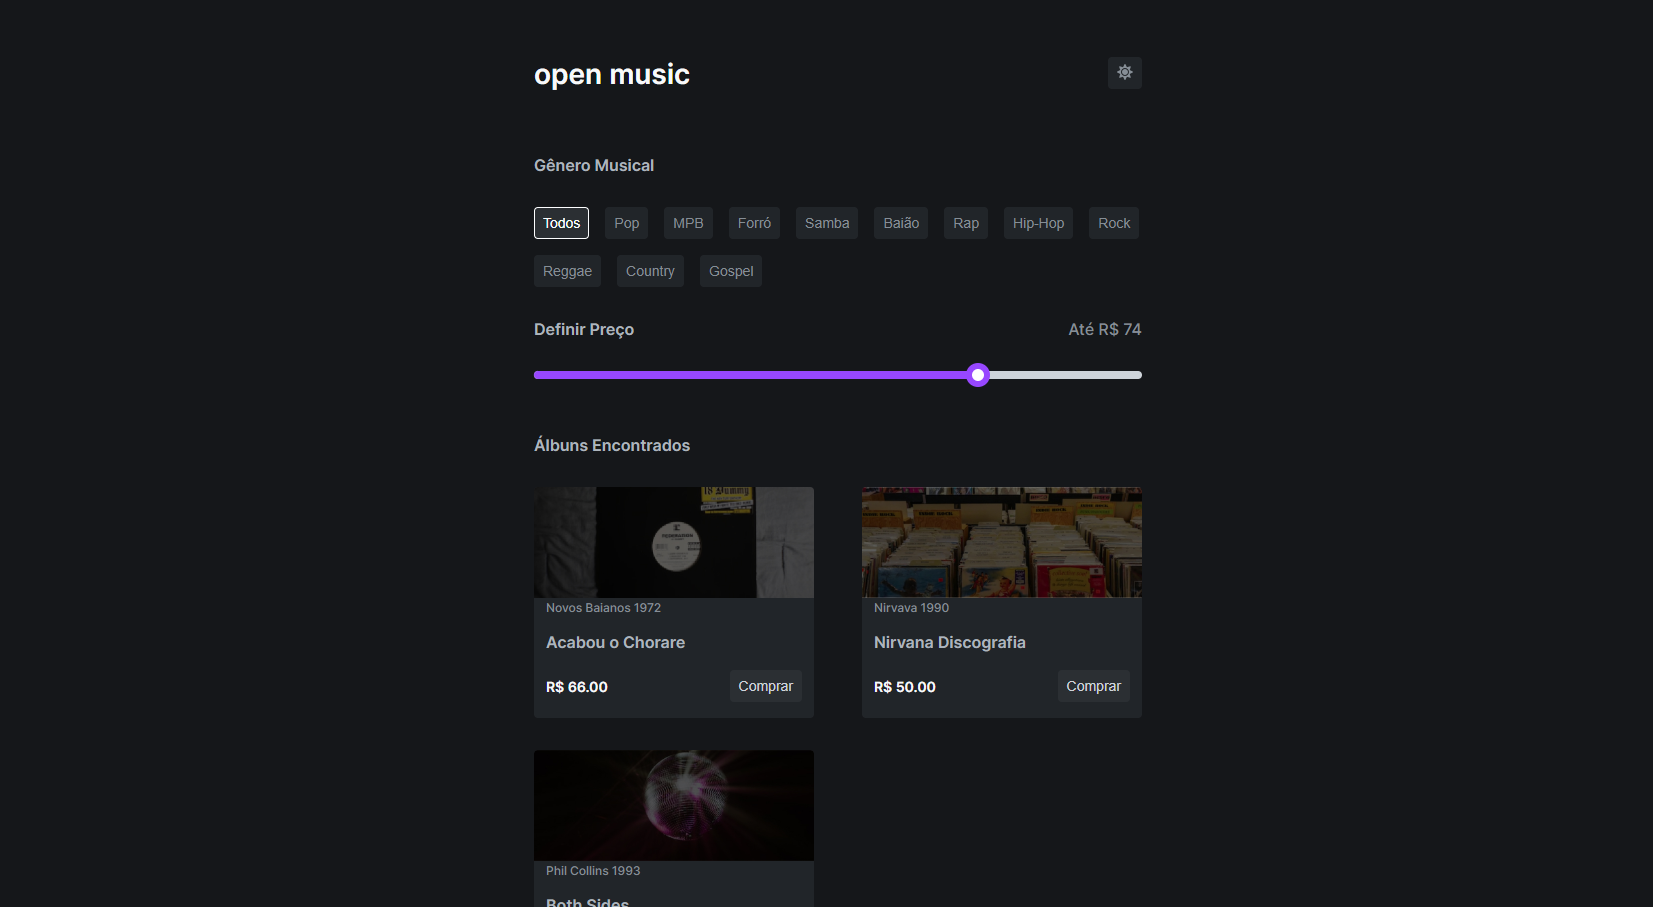 open music
Gênero Musical
Todos Pop MPB Forró Samba Baião Rap Hip-Hop Rock
Reggae Country Gospel
Definir Preço Até R$ 74
Álbuns Encontrados
Novos Baianos 1972
Acabou o Chorare
R$ 66.00 Comprar
Nirvava 1990
Nirvana Discografia
R$ 50.00 Comprar
Phil Collins 1993
Both Sides